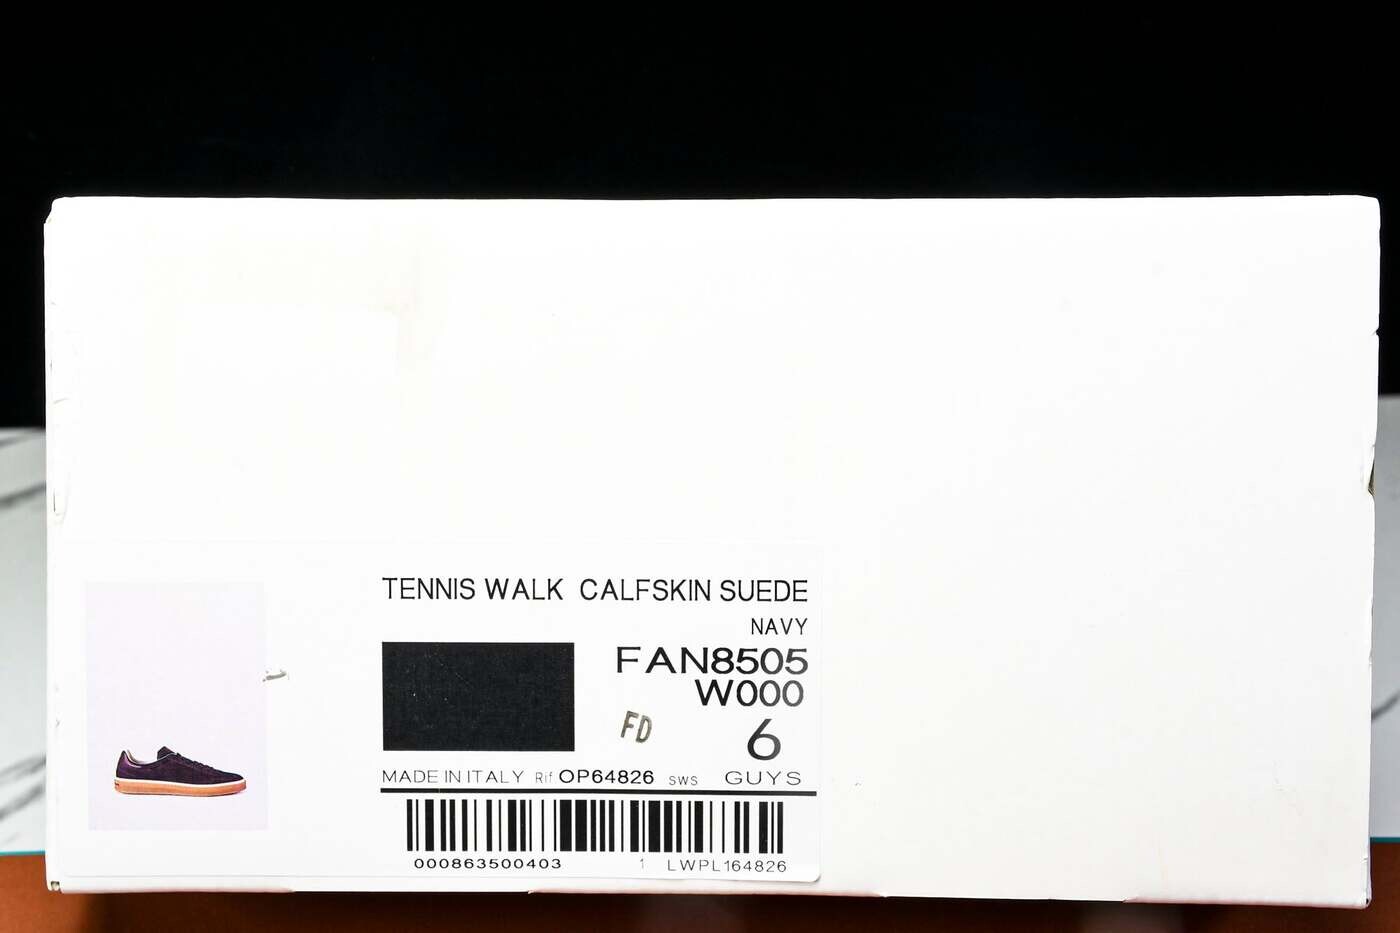 TENNIS WALK CALFSKIN SUEDE
NAVY
FAN8505
W000
FD
6
MADE IN ITALY Rif OP64826 SWS GUYS
000863500403 1 LWPL164826